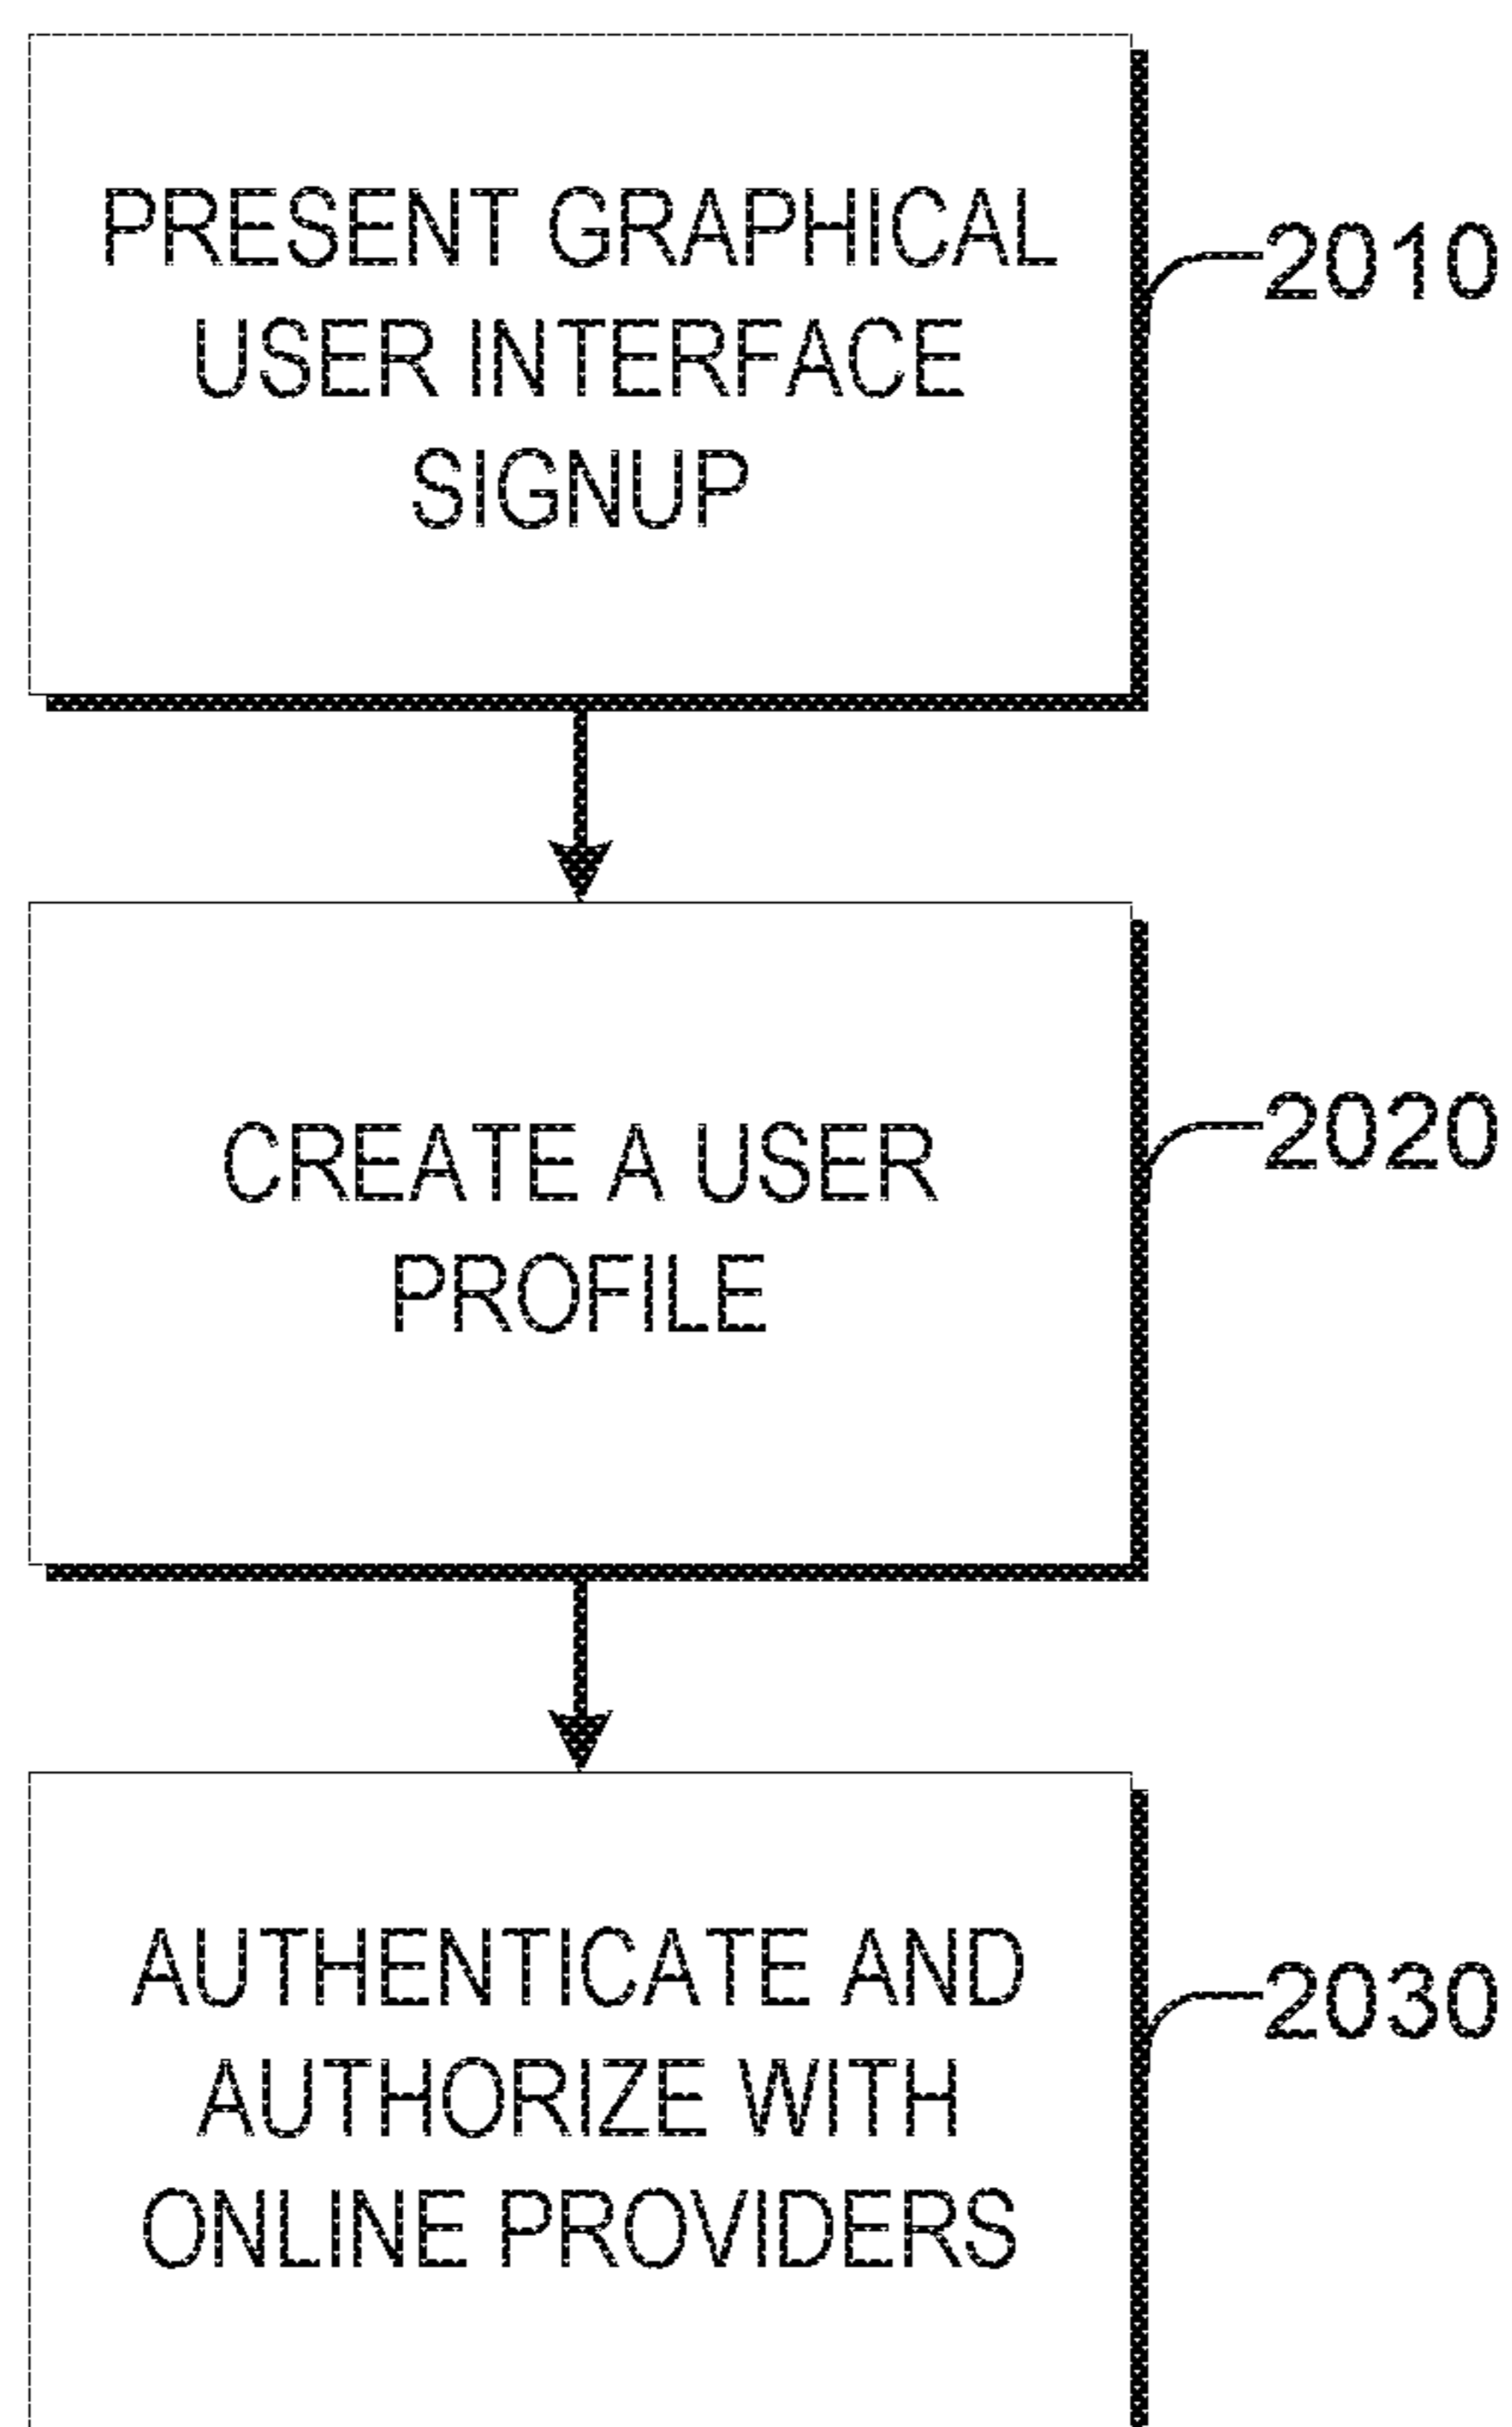 PRESENT GRAPHICAL
USER INTERFACE
SIGNUP
2010
CREATE A USER
PROFILE
2020
AUTHENTICATE AND
AUTHORIZE WITH
ONLINE PROVIDERS
2030